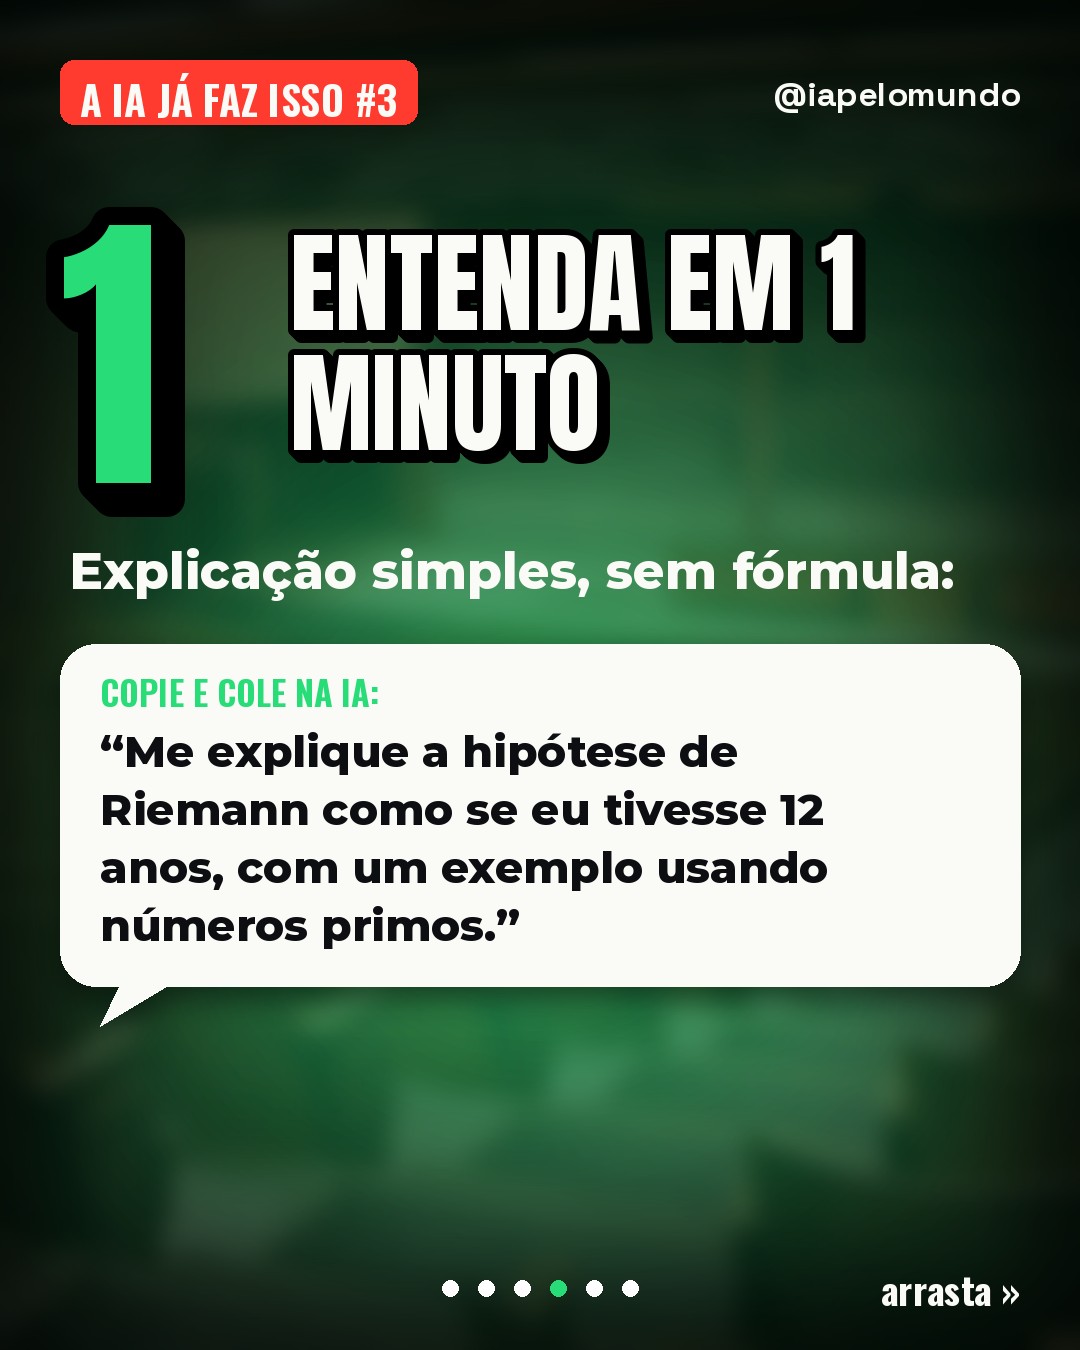 A IA JÁ FAZ ISSO #3
@iapelomundo
1
ENTENDA EM 1
MINUTO
Explicação simples, sem fórmula:
COPIE E COLE NA IA:
“Me explique a hipótese de
Riemann como se eu tivesse 12
anos, com um exemplo usando
números primos.”
arrasta »